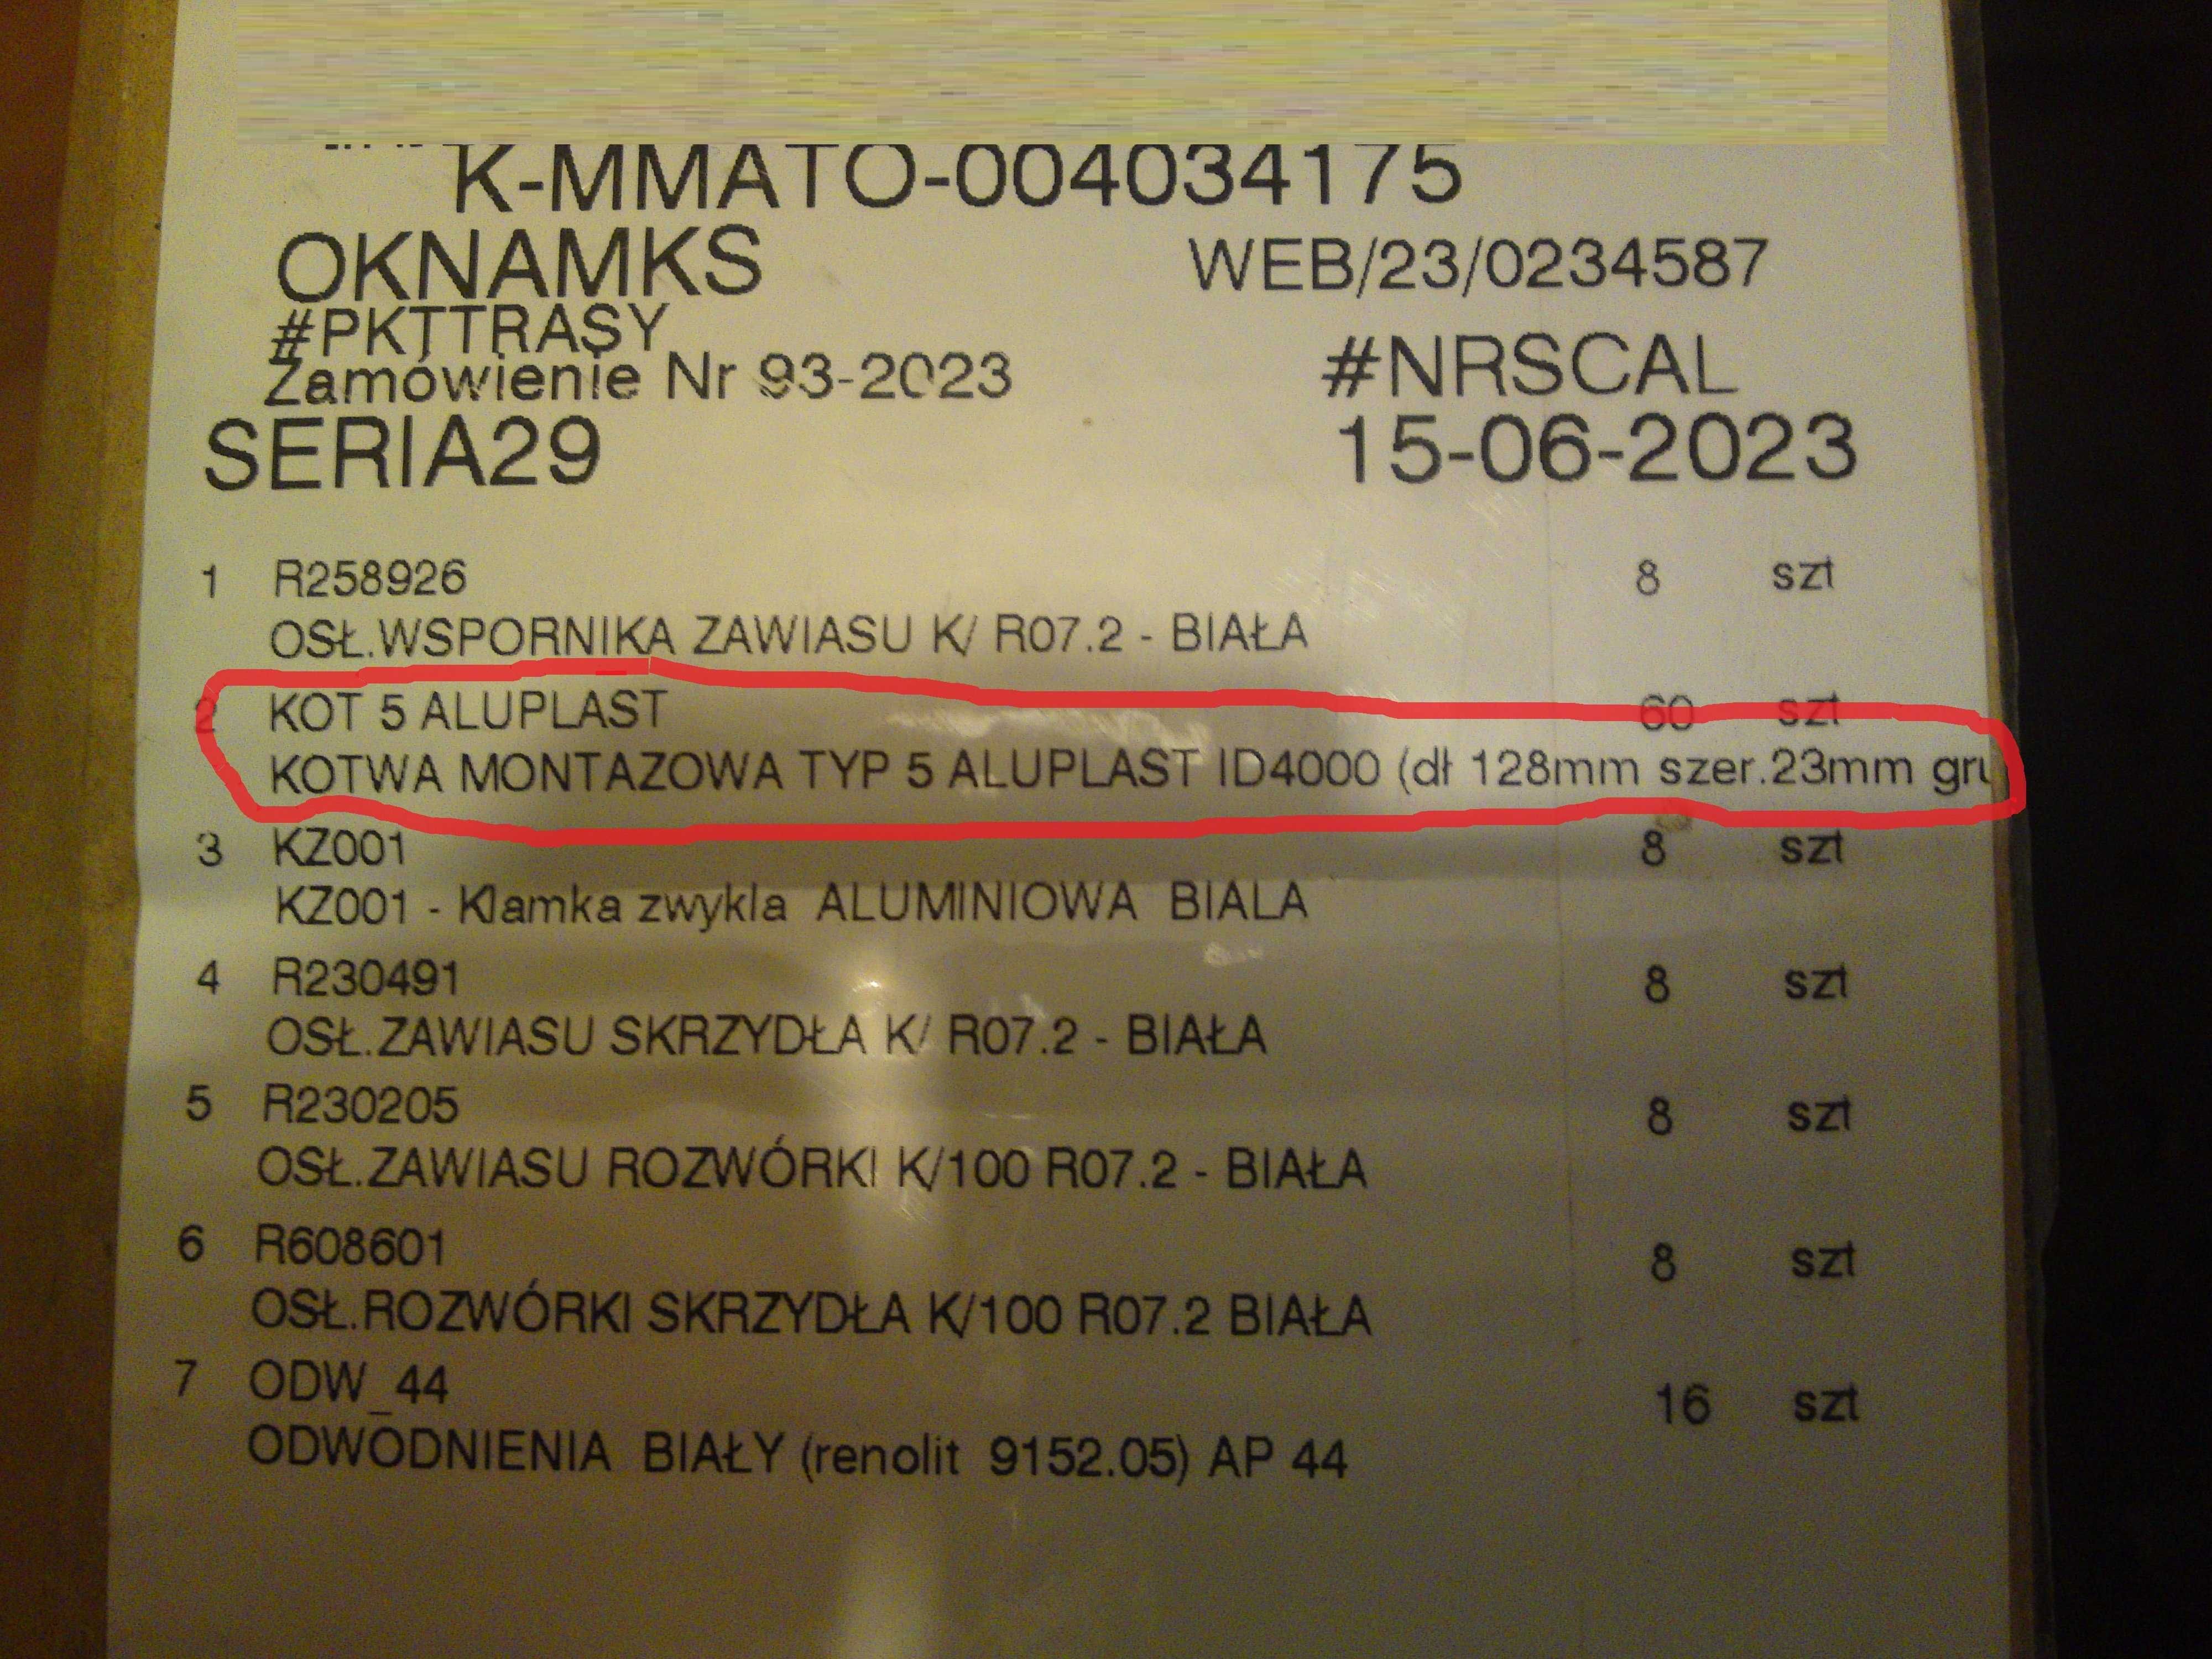 K-MMATO-004034175
OKNAMKS WEB/23/0234587
#PKTTRASY
Zamówienie Nr 93-2023 #NRSCAL
SERIA29 15-06-2023
1 R258926 8 szt
OSŁ.WSPORNIKA ZAWIASU K/ R07.2 - BIAŁA
2 KOT 5 ALUPLAST 60 szt
KOTWA MONTAZOWA TYP 5 ALUPLAST ID4000 (dł 128mm szer.23mm gru
3 KZ001 8 szt
KZ001 - Klamka zwykla ALUMINIOWA BIALA
4 R230491 8 szt
OSŁ.ZAWIASU SKRZYDŁA K/ R07.2 - BIAŁA
5 R230205 8 szt
OSŁ.ZAWIASU ROZWÓRKI K/100 R07.2 - BIAŁA
6 R608601 8 szt
OSŁ.ROZWÓRKI SKRZYDŁA K/100 R07.2 BIAŁA
7 ODW_44 16 szt
ODWODNIENIA BIAŁY (renolit 9152.05) AP 44